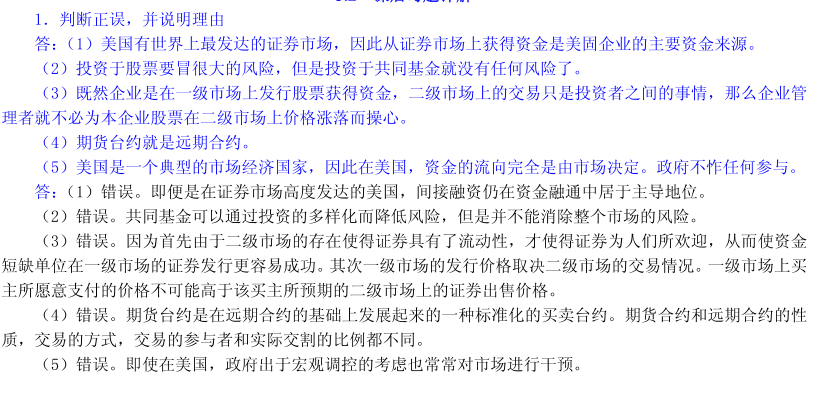 1．判断正误，并说明理由
答：（1）美国有世界上最发达的证券市场，因此从证券市场上获得资金是美固企业的主要资金来源。
（2）投资于股票要冒很大的风险，但是投资于共同基金就没有任何风险了。
（3）既然企业是在一级市场上发行股票获得资金，二级市场上的交易只是投资者之间的事情，那么企业管
理者就不必为本企业股票在二级市场上价格涨落而操心。
（4）期货台约就是远期合约。
（5）美国是一个典型的市场经济国家，因此在美国，资金的流向完全是由市场决定。政府不怍任何参与。
答：（1）错误。即便是在证券市场高度发达的美国，间接融资仍在资金融通中居于主导地位。
（2）错误。共同基金可以通过投资的多样化而降低风险，但是并不能消除整个市场的风险。
（3）错误。因为首先由于二级市场的存在使得证券具有了流动性，才使得证券为人们所欢迎，从而使资金
短缺单位在一级市场的证券发行更容易成功。其次一级市场的发行价格取决二级市场的交易情况。一级市场上买
主所愿意支付的价格不可能高于该买主所预期的二级市场上的证券出售价格。
（4）错误。期货台约是在远期合约的基础上发展起来的一种标准化的买卖台约。期货合约和远期合约的性
质，交易的方式，交易的参与者和实际交割的比例都不同。
（5）错误。即使在美国，政府出于宏观调控的考虑也常常对市场进行干预。